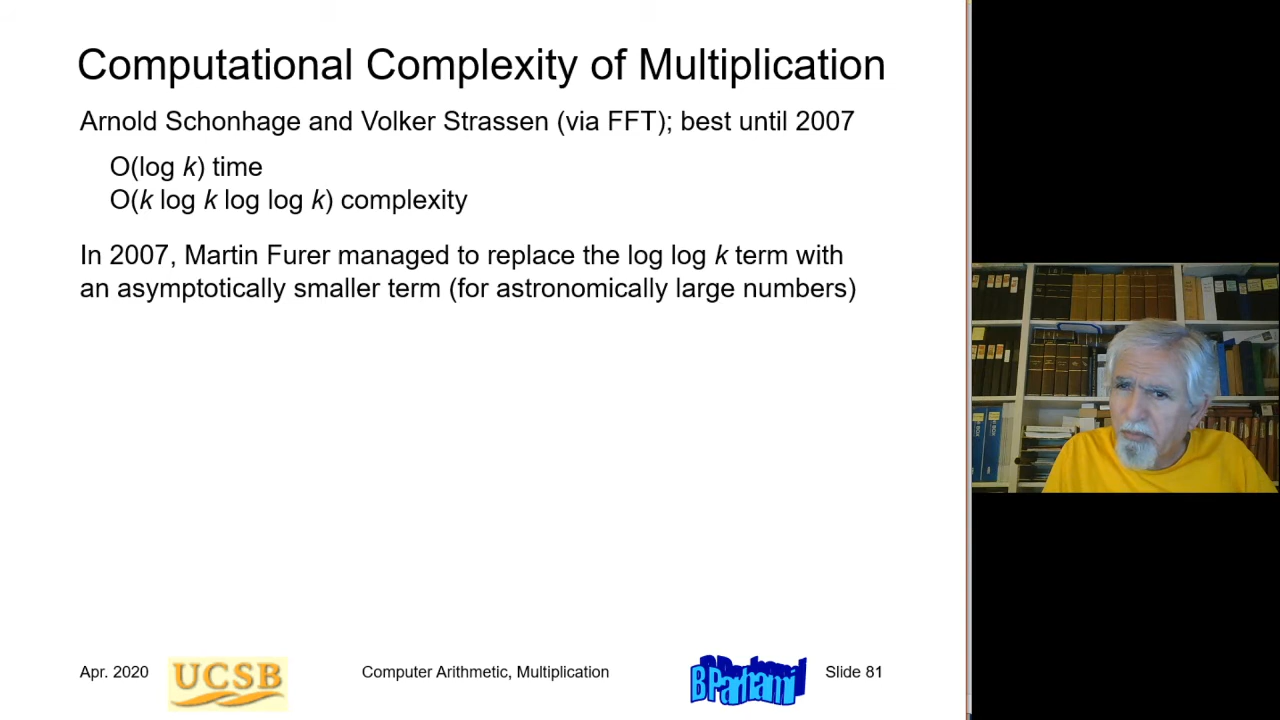 Computational Complexity of Multiplication
Arnold Schonhage and Volker Strassen (via FFT); best until 2007
O(log k) time
O(k log k log log k) complexity
In 2007, Martin Furer managed to replace the log log k term with
an asymptotically smaller term (for astronomically large numbers)
Apr. 2020
UCSB
Computer Arithmetic, Multiplication
B Parhami
Slide 81